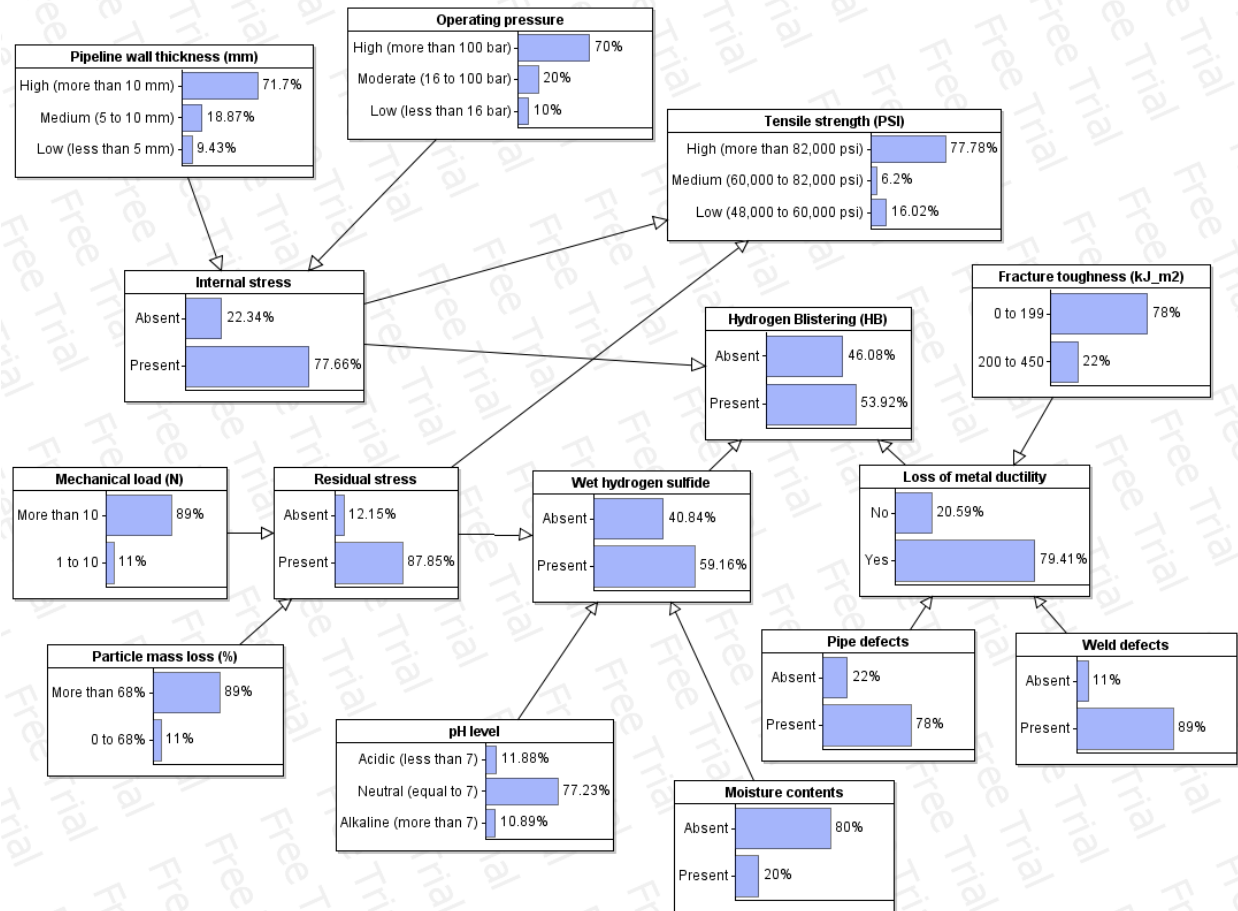 Operating pressure
High (more than 100 bar) 70%
Moderate (16 to 100 bar) 20%
Low (less than 16 bar) 10%
Pipeline wall thickness (mm)
High (more than 10 mm) 71.7%
Medium (5 to 10 mm) 18.87%
Low (less than 5 mm) 9.43%
Tensile strength (PSI)
High (more than 82,000 psi) 77.78%
Medium (60,000 to 82,000 psi) 6.2%
Low (48,000 to 60,000 psi) 16.02%
Internal stress
Absent 22.34%
Present 77.66%
Fracture toughness (kJ_m2)
0 to 199 78%
200 to 450 22%
Hydrogen Blistering (HB)
Absent 46.08%
Present 53.92%
Mechanical load (N)
More than 10 89%
1 to 10 11%
Residual stress
Absent 12.15%
Present 87.85%
Wet hydrogen sulfide
Absent 40.84%
Present 59.16%
Loss of metal ductility
No 20.59%
Yes 79.41%
Particle mass loss (%)
More than 68% 89%
0 to 68% 11%
Pipe defects
Absent 22%
Present 78%
Weld defects
Absent 11%
Present 89%
pH level
Acidic (less than 7) 11.88%
Neutral (equal to 7) 77.23%
Alkaline (more than 7) 10.89%
Moisture contents
Absent 80%
Present 20%
Free Trial